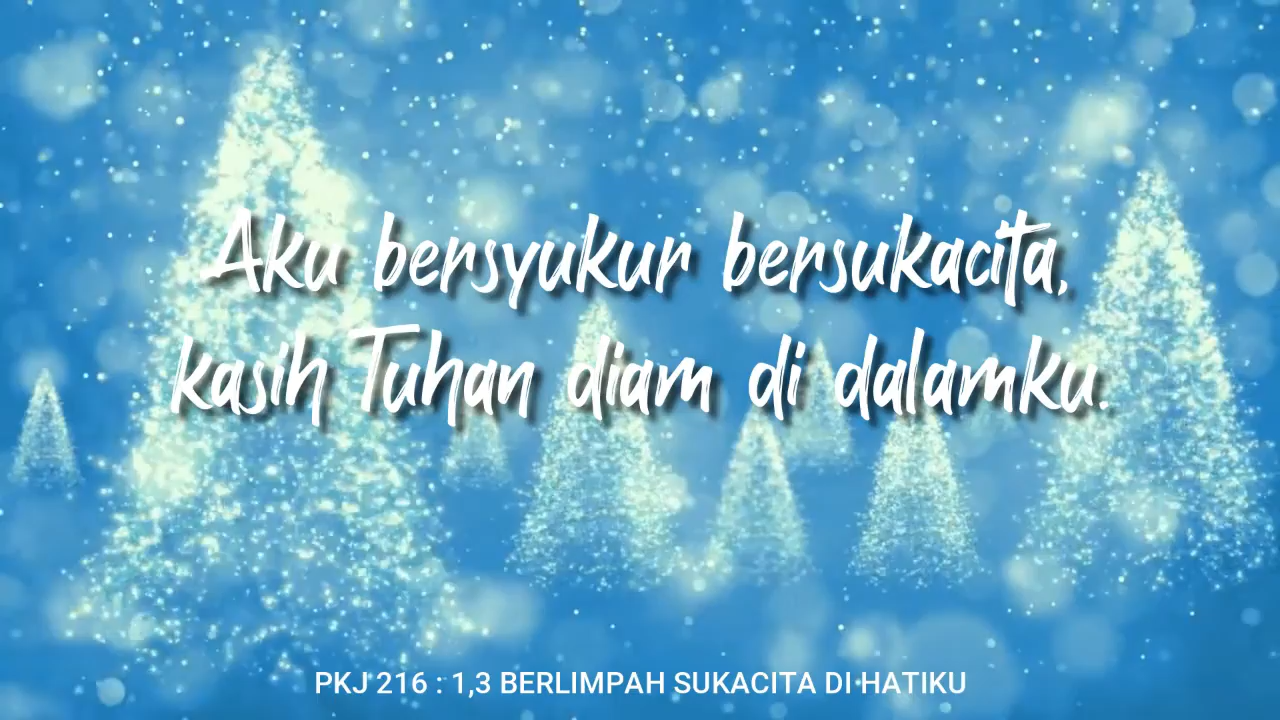 Aku bersyukur bersukacita,
kasih Tuhan diam di dalamku.
PKJ 216 : 1,3 BERLIMPAH SUKACITA DI HATIKU